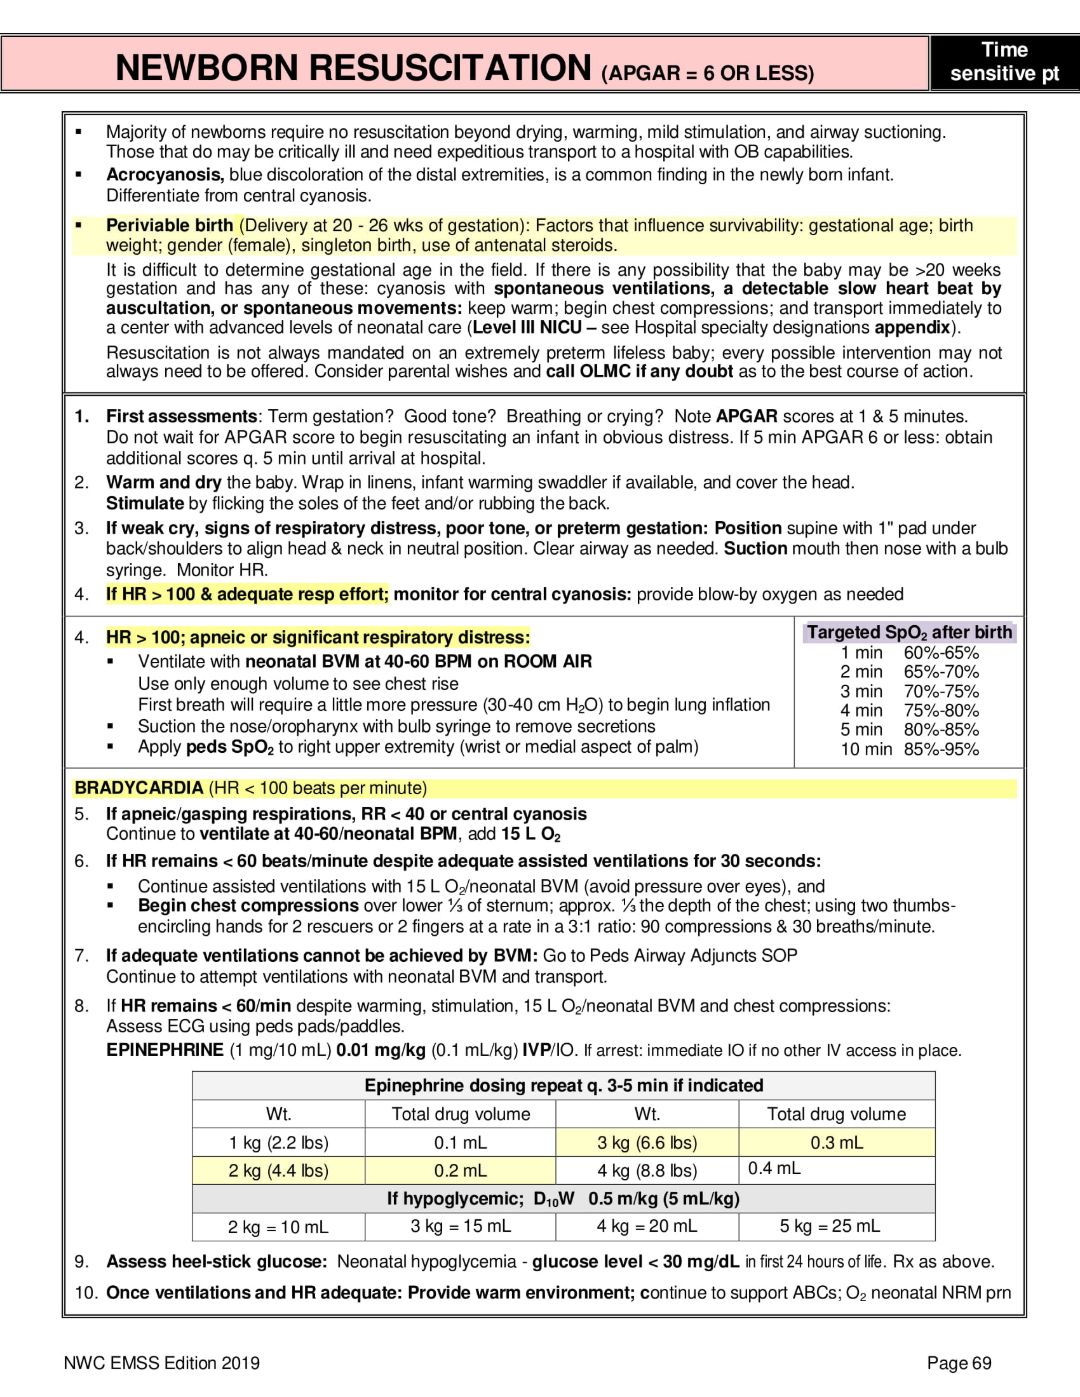 NEWBORN RESUSCITATION (APGAR = 6 OR LESS)
Time
sensitive pt
▪ Majority of newborns require no resuscitation beyond drying, warming, mild stimulation, and airway suctioning.
Those that do may be critically ill and need expeditious transport to a hospital with OB capabilities.
▪ Acrocyanosis, blue discoloration of the distal extremities, is a common finding in the newly born infant.
Differentiate from central cyanosis.
▪ Periviable birth (Delivery at 20 - 26 wks of gestation): Factors that influence survivability: gestational age; birth
weight; gender (female), singleton birth, use of antenatal steroids.
It is difficult to determine gestational age in the field. If there is any possibility that the baby may be >20 weeks
gestation and has any of these: cyanosis with spontaneous ventilations, a detectable slow heart beat by
auscultation, or spontaneous movements: keep warm; begin chest compressions; and transport immediately to
a center with advanced levels of neonatal care (Level III NICU – see Hospital specialty designations appendix).
Resuscitation is not always mandated on an extremely preterm lifeless baby; every possible intervention may not
always need to be offered. Consider parental wishes and call OLMC if any doubt as to the best course of action.
1. First assessments: Term gestation? Good tone? Breathing or crying? Note APGAR scores at 1 & 5 minutes.
Do not wait for APGAR score to begin resuscitating an infant in obvious distress. If 5 min APGAR 6 or less: obtain
additional scores q. 5 min until arrival at hospital.
2. Warm and dry the baby. Wrap in linens, infant warming swaddler if available, and cover the head.
Stimulate by flicking the soles of the feet and/or rubbing the back.
3. If weak cry, signs of respiratory distress, poor tone, or preterm gestation: Position supine with 1" pad under
back/shoulders to align head & neck in neutral position. Clear airway as needed. Suction mouth then nose with a bulb
syringe. Monitor HR.
4. If HR > 100 & adequate resp effort; monitor for central cyanosis: provide blow-by oxygen as needed
4. HR > 100; apneic or significant respiratory distress:
▪ Ventilate with neonatal BVM at 40-60 BPM on ROOM AIR
Use only enough volume to see chest rise
First breath will require a little more pressure (30-40 cm H₂O) to begin lung inflation
▪ Suction the nose/oropharynx with bulb syringe to remove secretions
▪ Apply peds SpO₂ to right upper extremity (wrist or medial aspect of palm)
Targeted SpO₂ after birth
1 min 60%-65%
2 min 65%-70%
3 min 70%-75%
4 min 75%-80%
5 min 80%-85%
10 min 85%-95%
BRADYCARDIA (HR < 100 beats per minute)
5. If apneic/gasping respirations, RR < 40 or central cyanosis
Continue to ventilate at 40-60/neonatal BPM, add 15 L O₂
6. If HR remains < 60 beats/minute despite adequate assisted ventilations for 30 seconds:
▪ Continue assisted ventilations with 15 L O₂/neonatal BVM (avoid pressure over eyes), and
▪ Begin chest compressions over lower ⅓ of sternum; approx. ⅓ the depth of the chest; using two thumbs-
encircling hands for 2 rescuers or 2 fingers at a rate in a 3:1 ratio: 90 compressions & 30 breaths/minute.
7. If adequate ventilations cannot be achieved by BVM: Go to Peds Airway Adjuncts SOP
Continue to attempt ventilations with neonatal BVM and transport.
8. If HR remains < 60/min despite warming, stimulation, 15 L O₂/neonatal BVM and chest compressions:
Assess ECG using peds pads/paddles.
EPINEPHRINE (1 mg/10 mL) 0.01 mg/kg (0.1 mL/kg) IVP/IO. If arrest: immediate IO if no other IV access in place.
Epinephrine dosing repeat q. 3-5 min if indicated
Wt. Total drug volume Wt. Total drug volume
1 kg (2.2 lbs) 0.1 mL 3 kg (6.6 lbs) 0.3 mL
2 kg (4.4 lbs) 0.2 mL 4 kg (8.8 lbs) 0.4 mL
If hypoglycemic; D₁₀W 0.5 m/kg (5 mL/kg)
2 kg = 10 mL 3 kg = 15 mL 4 kg = 20 mL 5 kg = 25 mL
9. Assess heel-stick glucose: Neonatal hypoglycemia - glucose level < 30 mg/dL in first 24 hours of life. Rx as above.
10. Once ventilations and HR adequate: Provide warm environment; continue to support ABCs; O₂ neonatal NRM prn
NWC EMSS Edition 2019
Page 69